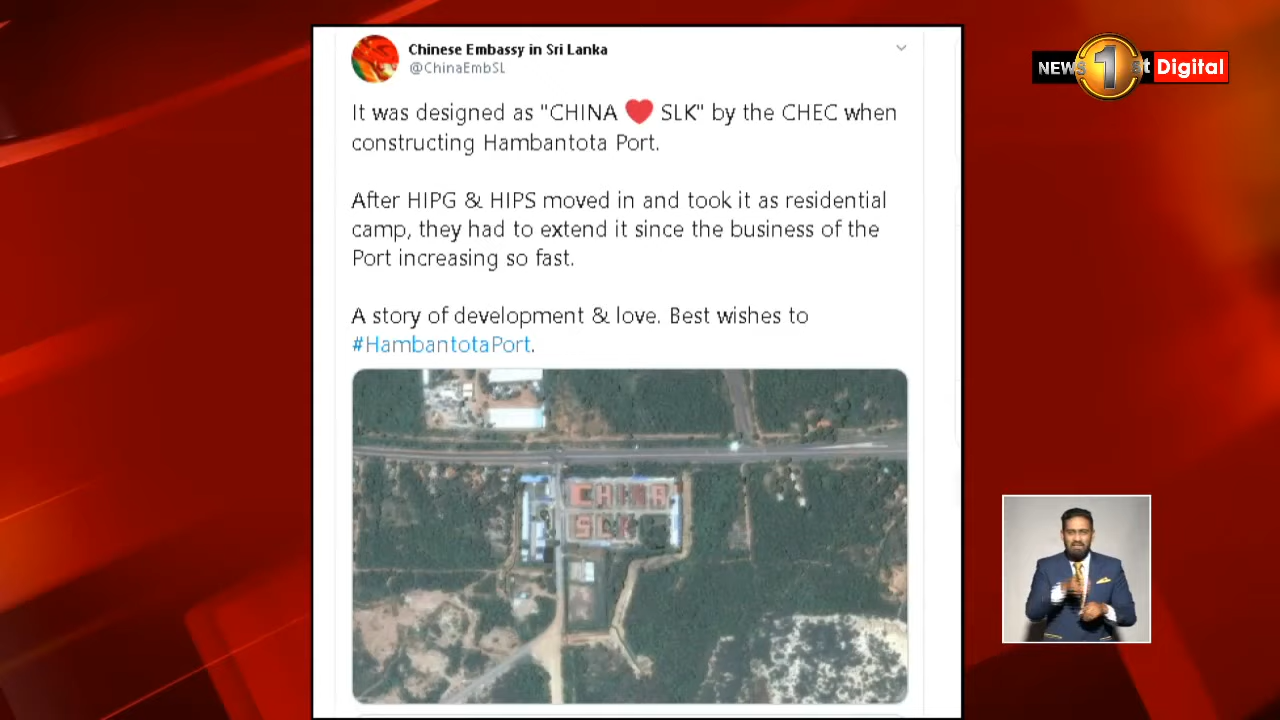 Chinese Embassy in Sri Lanka
@ChinaEmbSL
It was designed as "CHINA ❤ SLK" by the CHEC when
constructing Hambantota Port.
After HIPG & HIPS moved in and took it as residential
camp, they had to extend it since the business of the
Port increasing so fast.
A story of development & love. Best wishes to
#HambantotaPort.
CHINA
SLK
NEWS 1st Digital